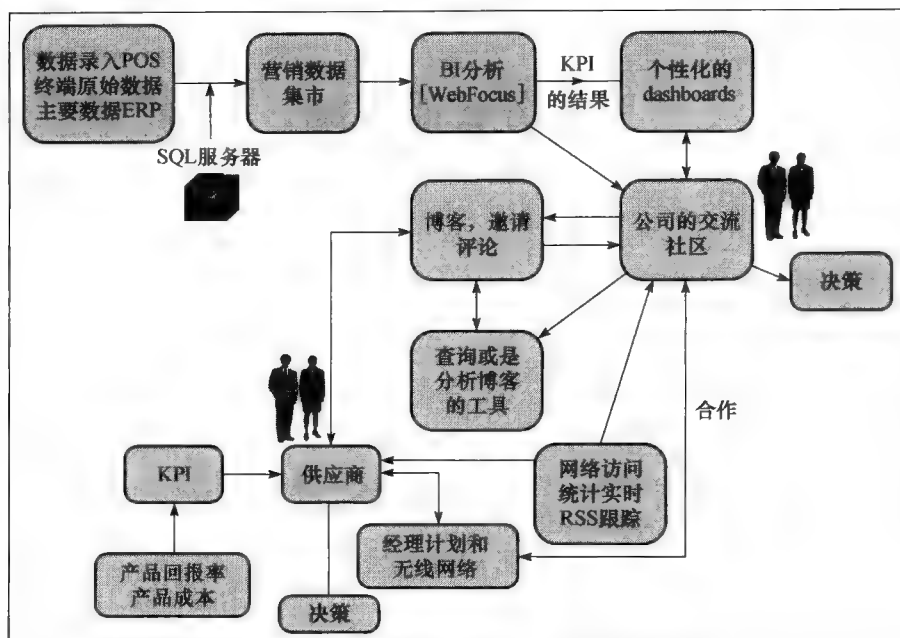 数据录入POS
终端原始数据
主要数据ERP
SQL服务器
营销数据
集市
BI分析
[WebFocus]
KPI
的结果
个性化的
dashboards
博客，邀请
评论
公司的交流
社区
决策
查询或是
分析博客
的工具
合作
KPI
供应商
网络访问
统计实时
RSS跟踪
经理计划和
无线网络
产品回报率
产品成本
决策